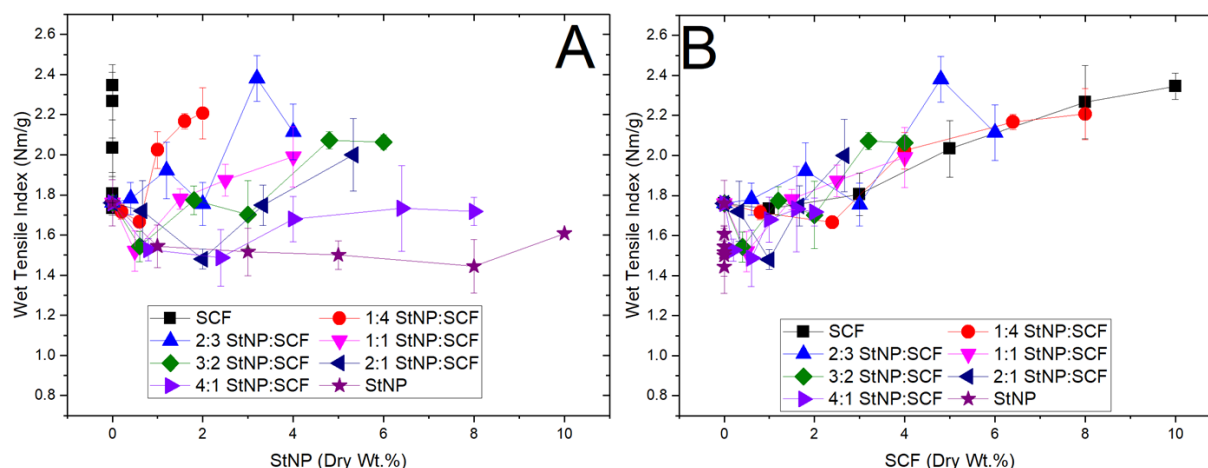 A
Wet Tensile Index (Nm/g)
2.6
2.4
2.2
2.0
1.8
1.6
1.4
1.2
1.0
0.8
SCF 1:4 StNP:SCF
2:3 StNP:SCF 1:1 StNP:SCF
3:2 StNP:SCF 2:1 StNP:SCF
4:1 StNP:SCF StNP
0 2 4 6 8 10
StNP (Dry Wt.%)
B
Wet Tensile Index (Nm/g)
2.6
2.4
2.2
2.0
1.8
1.6
1.4
1.2
1.0
0.8
SCF 1:4 StNP:SCF
2:3 StNP:SCF 1:1 StNP:SCF
3:2 StNP:SCF 2:1 StNP:SCF
4:1 StNP:SCF StNP
0 2 4 6 8 10
SCF (Dry Wt.%)